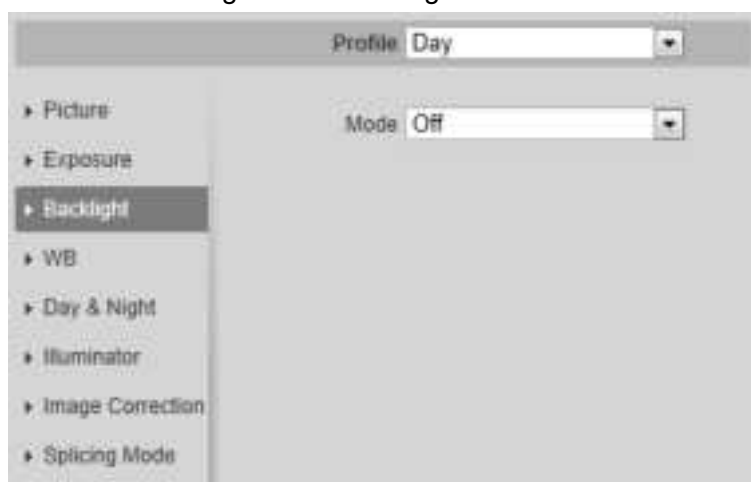 Profile Day
Picture
Mode Off
Exposure
Backlight
WB
Day & Night
Illuminator
Image Correction
Splicing Mode